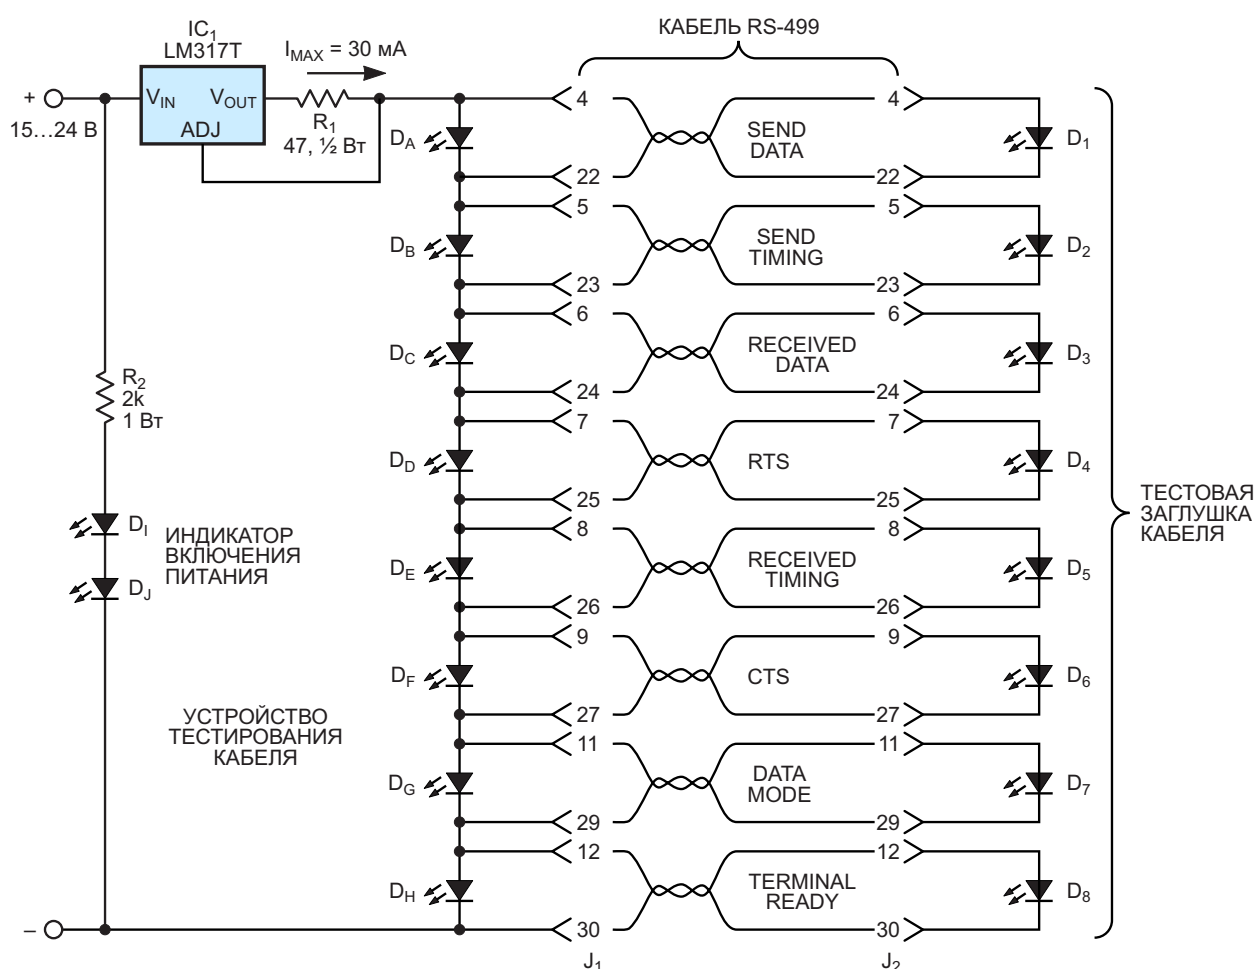 IC1
LM317T
VIN VOUT
ADJ
IMAX = 30 мА
R1
47, ½ Вт
+
15…24 В
КАБЕЛЬ RS-499
DA
4
SEND
DATA
4
D1
22
22
DB
5
SEND
TIMING
5
D2
23
23
DC
6
RECEIVED
DATA
6
D3
24
24
R2
2k
1 Вт
DD
7
RTS
7
D4
25
25
DI
DJ
ИНДИКАТОР
ВКЛЮЧЕНИЯ
ПИТАНИЯ
DE
8
RECEIVED
TIMING
8
D5
26
26
ТЕСТОВАЯ
ЗАГЛУШКА
КАБЕЛЯ
DF
9
CTS
9
D6
27
27
УСТРОЙСТВО
ТЕСТИРОВАНИЯ
КАБЕЛЯ
DG
11
DATA
MODE
11
D7
29
29
DH
12
TERMINAL
READY
12
D8
–
30
30
J1
J2